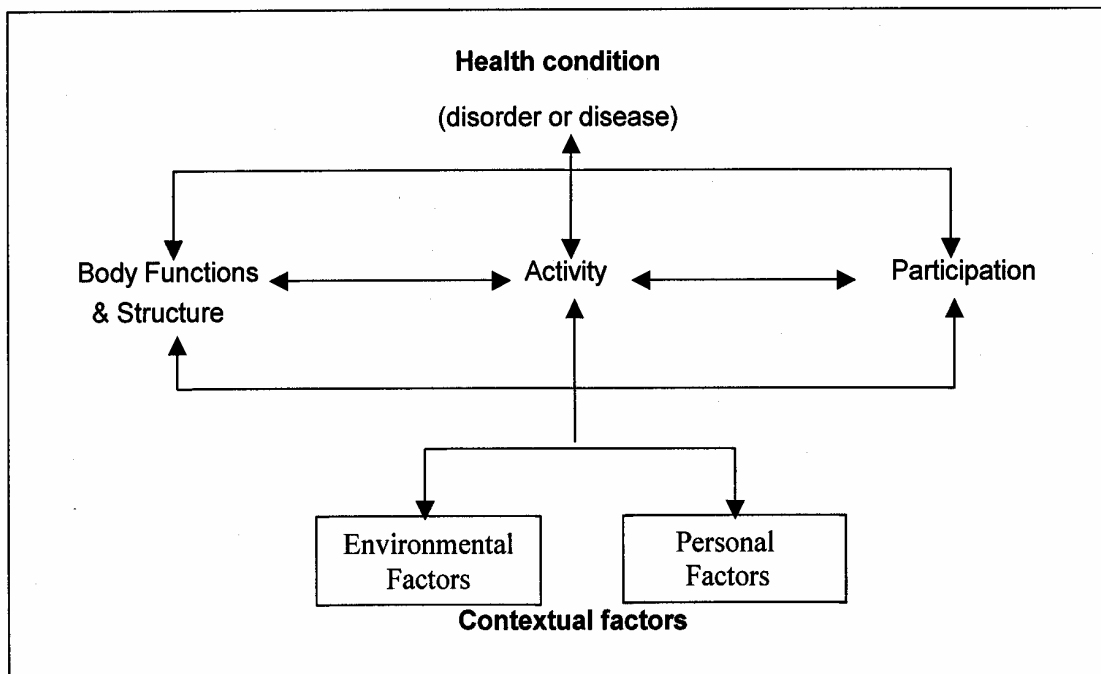 Health condition
(disorder or disease)
Body Functions
& Structure
Activity
Participation
Environmental
Factors
Personal
Factors
Contextual factors